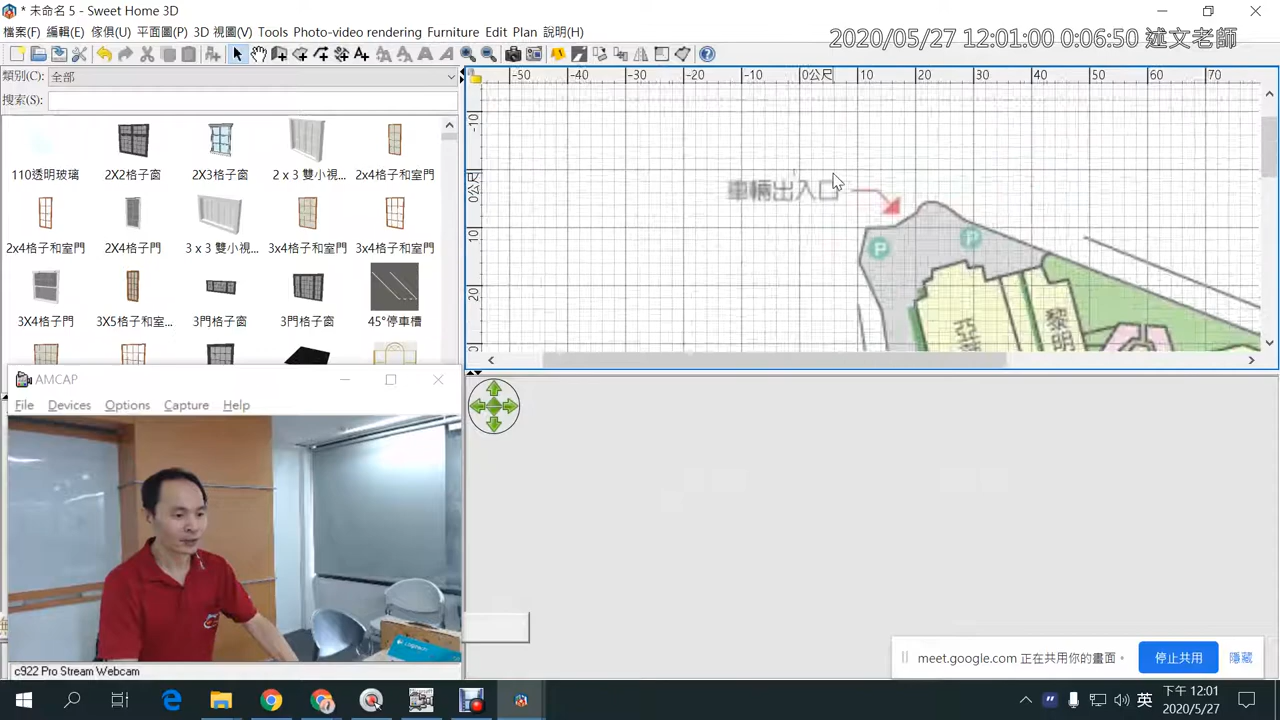 * 未命名 5 - Sweet Home 3D
檔案(F) 編輯(E) 傢俱(U) 平面圖(P) 3D 視圖(V) Tools Photo-video rendering Furniture Edit Plan 說明(H)
2020/05/27 12:01:00 0:06:50 述文老師
類別(C): 全部
搜索(S):
110透明玻璃 2X2格子窗 2X3格子窗 2 x 3 雙小視... 2x4格子和室門
2x4格子和室門 2X4格子門 3 x 3 雙小視... 3x4格子和室門 3x4格子和室門
3X4格子門 3X5格子和室... 3門格子窗 3門格子窗 45°停車槽
-50 -40 -30 -20 -10 0公尺 10 20 30 40 50 60 70
-10
0公尺
10
20
車輛出入口
P P
黎明
AMCAP
File Devices Options Capture Help
c922 Pro Stream Webcam
meet.google.com 正在共用你的畫面。 停止共用 隱藏
英 下午 12:01
2020/5/27